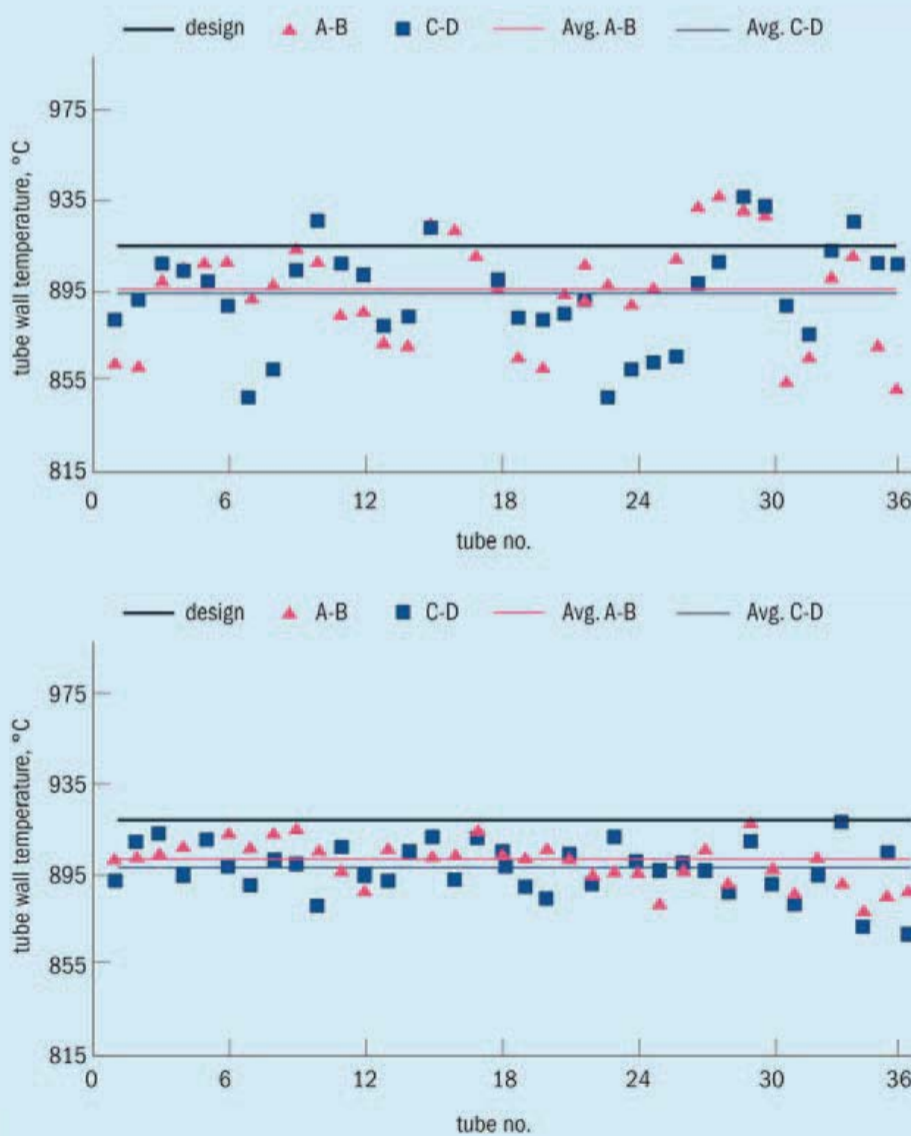 design A-B C-D Avg. A-B Avg. C-D
tube wall temperature, °C
975
935
895
855
815
0 6 12 18 24 30 36
tube no.
design A-B C-D Avg. A-B Avg. C-D
tube wall temperature, °C
975
935
895
855
815
0 6 12 18 24 30 36
tube no.